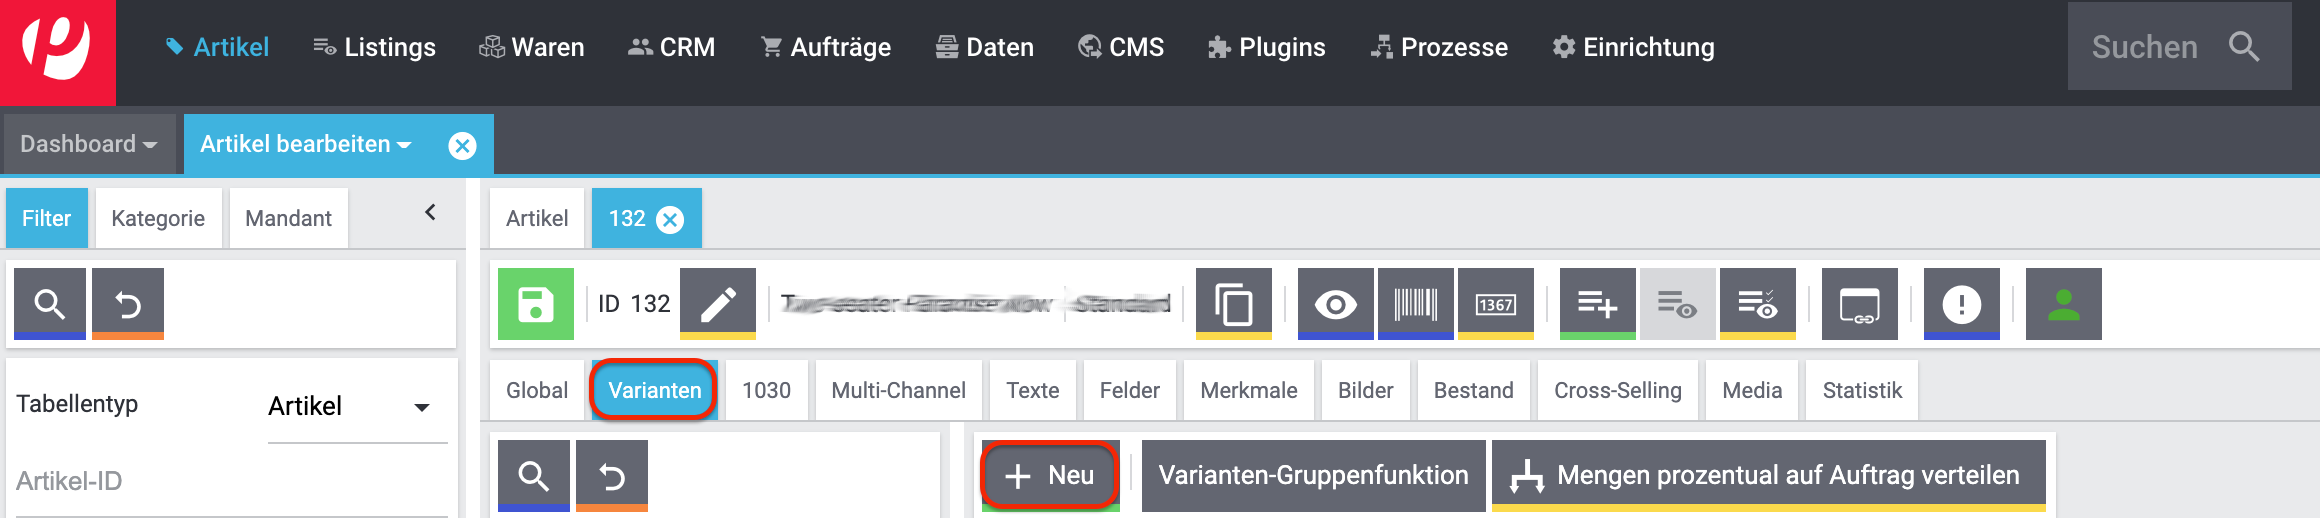 Artikel Listings Waren CRM Aufträge Daten CMS Plugins Prozesse Einrichtung Suchen
Dashboard Artikel bearbeiten
Filter Kategorie Mandant Artikel 132
ID 132 1367
Global Varianten 1030 Multi-Channel Texte Felder Merkmale Bilder Bestand Cross-Selling Media Statistik
Tabellentyp Artikel
Neu Varianten-Gruppenfunktion Mengen prozentual auf Auftrag verteilen
Artikel-ID